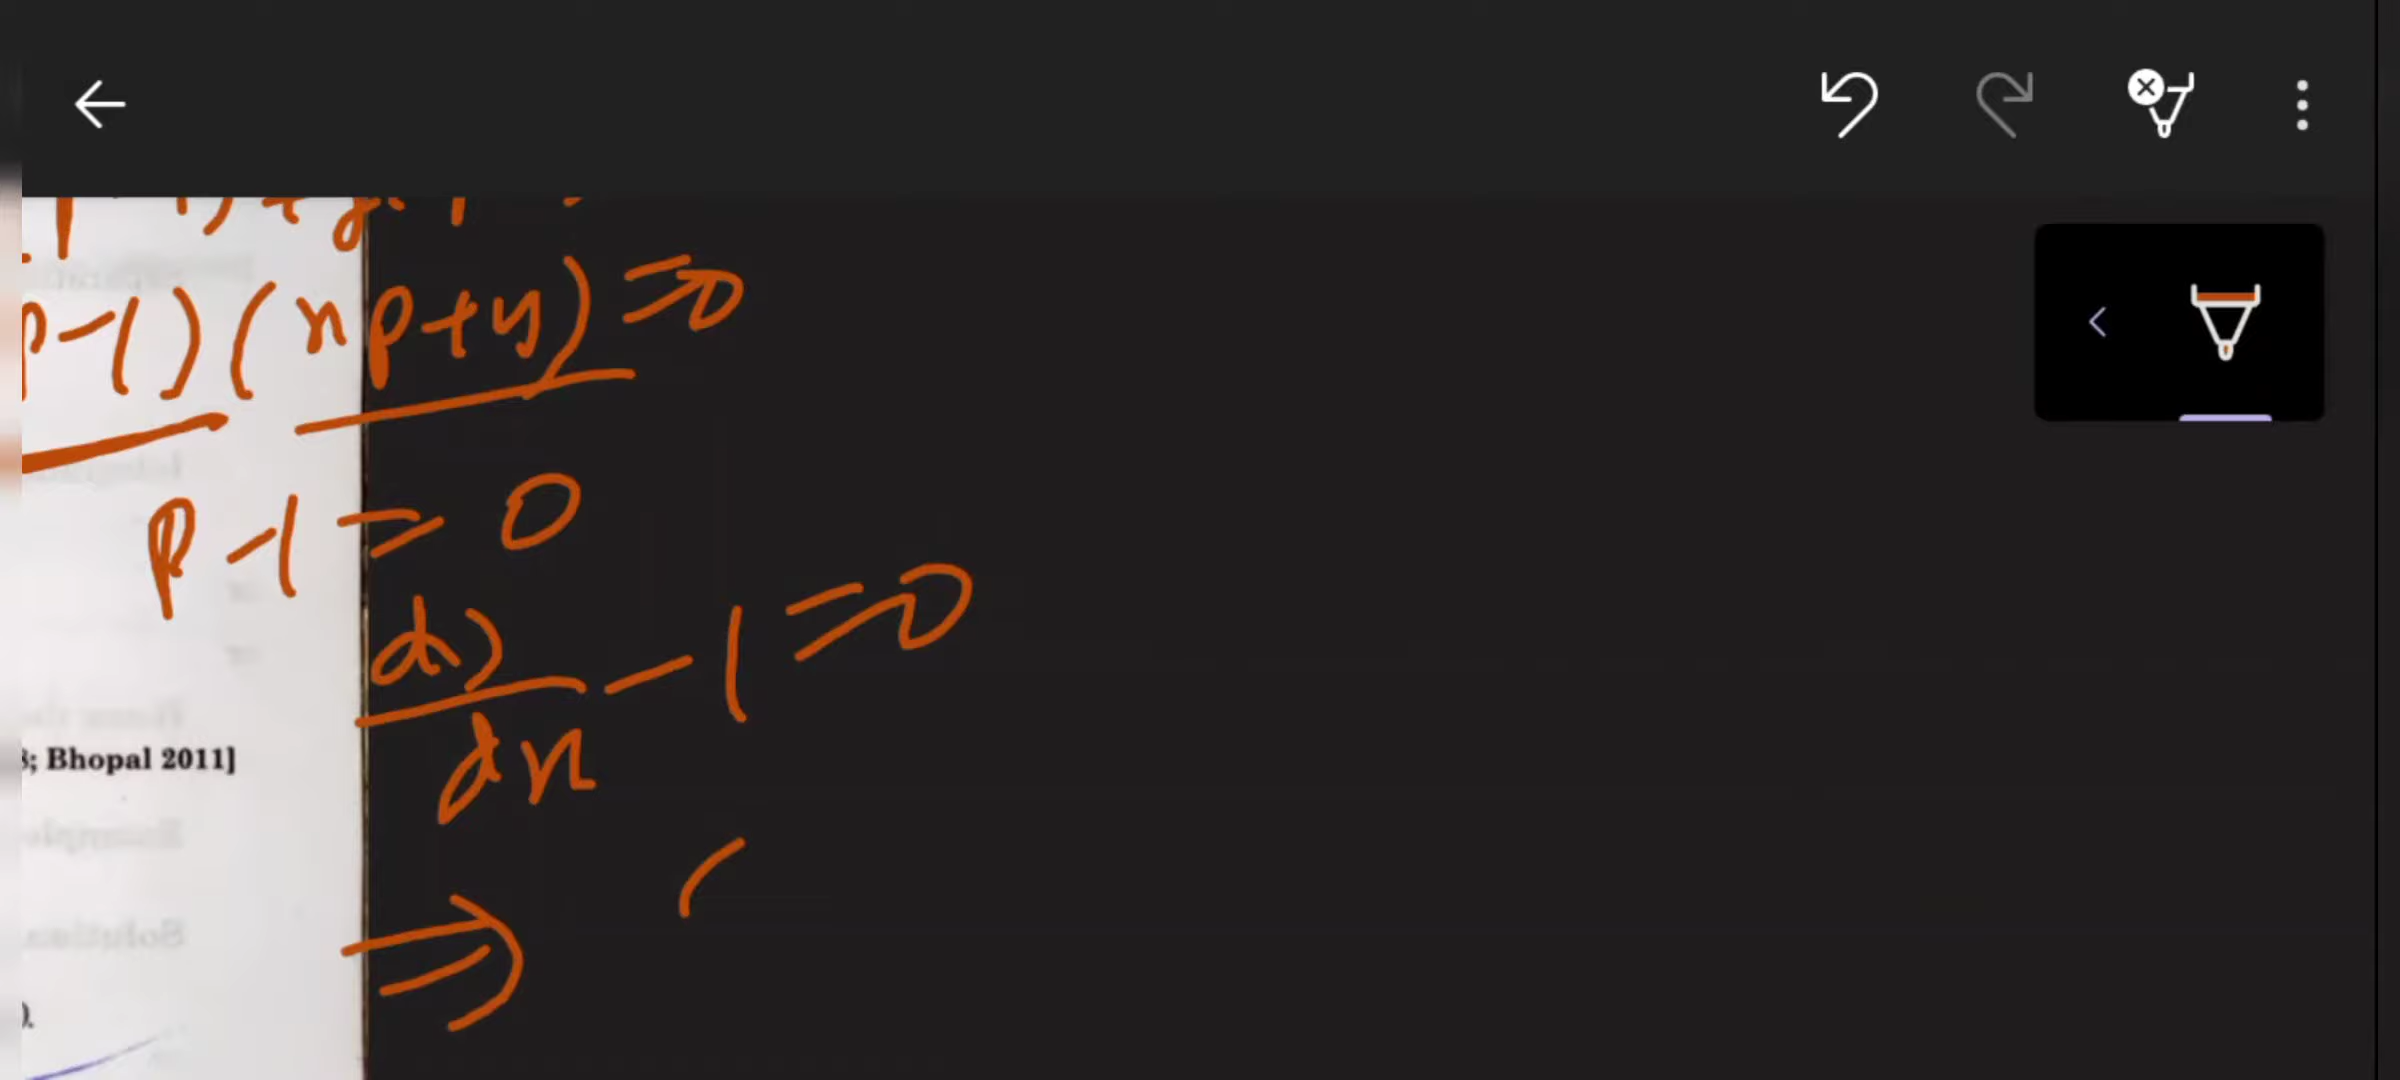 p-1)(xp+y)=0
p-1=0
dy/dx-1=0
⇒
; Bhopal 2011]
).